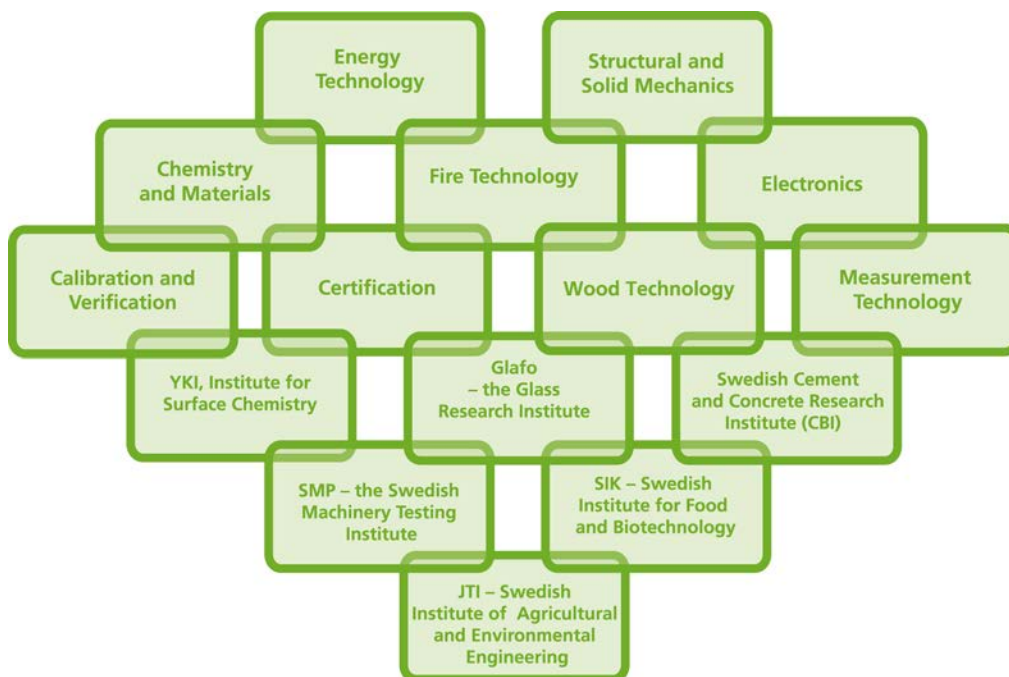 Energy
Technology
Structural and
Solid Mechanics
Chemistry
and Materials
Fire Technology
Electronics
Calibration and
Verification
Certification
Wood Technology
Measurement
Technology
YKI, Institute for
Surface Chemistry
Glafo
– the Glass
Research Institute
Swedish Cement
and Concrete Research
Institute (CBI)
SMP – the Swedish
Machinery Testing
Institute
SIK – Swedish
Institute for Food
and Biotechnology
JTI – Swedish
Institute of Agricultural
and Environmental
Engineering